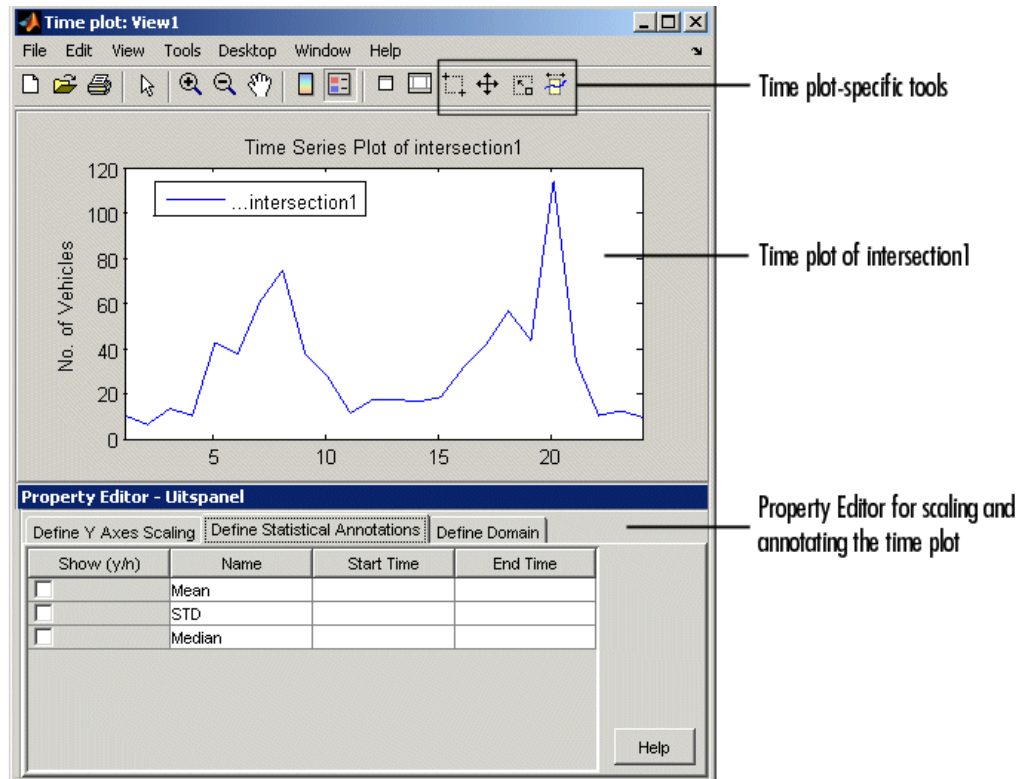 Time plot: View1
File Edit View Tools Desktop Window Help
Time plot-specific tools
Time Series Plot of intersection1
120
100
80
60
40
20
0
No. of Vehicles
...intersection1
5 10 15 20
Time plot of intersection1
Property Editor - Uitspanel
Define Y Axes Scaling Define Statistical Annotations Define Domain
Show (y/n) Name Start Time End Time
Mean
STD
Median
Help
Property Editor for scaling and
annotating the time plot